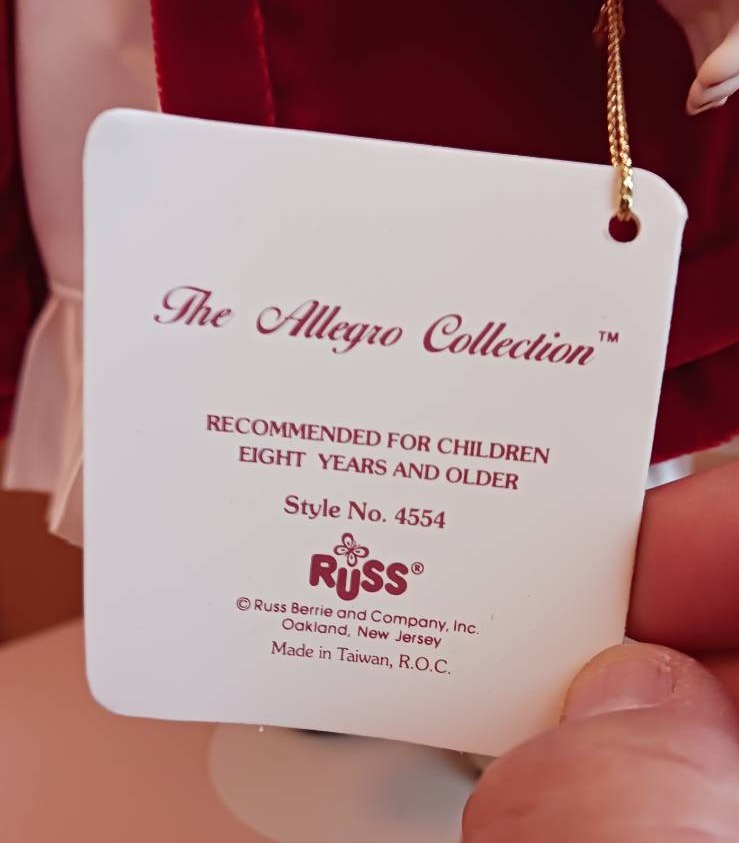 The Allegro Collection™
RECOMMENDED FOR CHILDREN
EIGHT YEARS AND OLDER
Style No. 4554
RUSS®
© Russ Berrie and Company, Inc.
Oakland, New Jersey
Made in Taiwan, R.O.C.